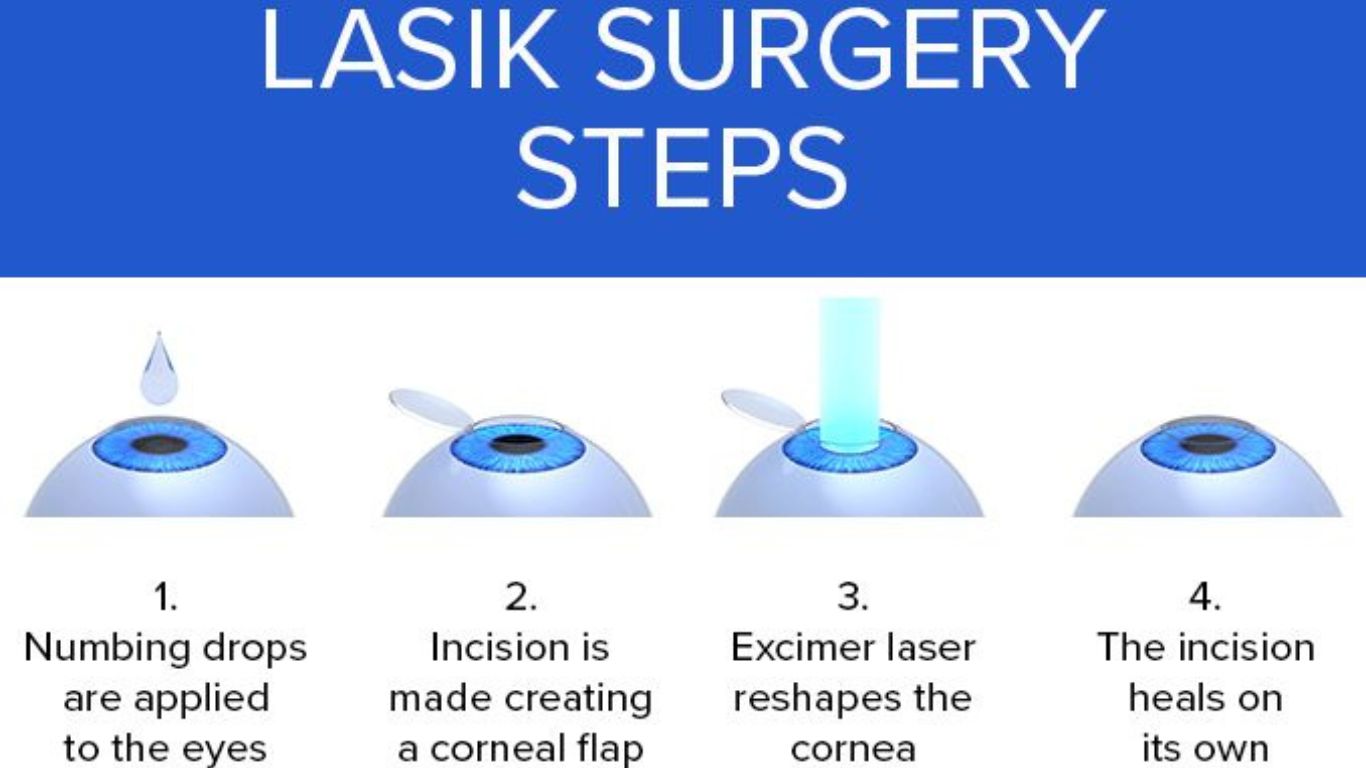 LASIK SURGERY
STEPS
1.
Numbing drops
are applied
to the eyes
2.
Incision is
made creating
a corneal flap
3.
Excimer laser
reshapes the
cornea
4.
The incision
heals on
its own